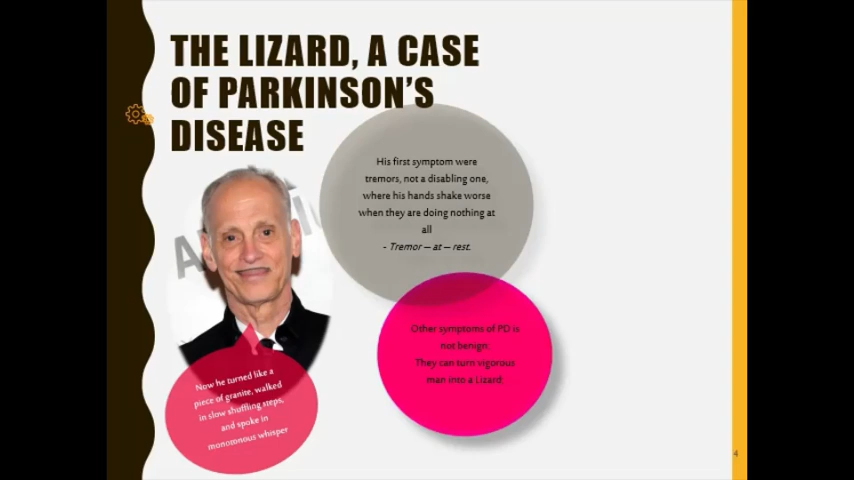 THE LIZARD, A CASE
OF PARKINSON'S
DISEASE
His first symptom were
tremors, not a disabling one,
where his hands shake worse
when they are doing nothing at
all
- Tremor – at – rest.
Other symptoms of PD is
not benign:
They can turn vigorous
man into a Lizard;
Now he turned like a
piece of granite, walked
in slow shuffling steps,
and spoke in
monotonous whisper
4